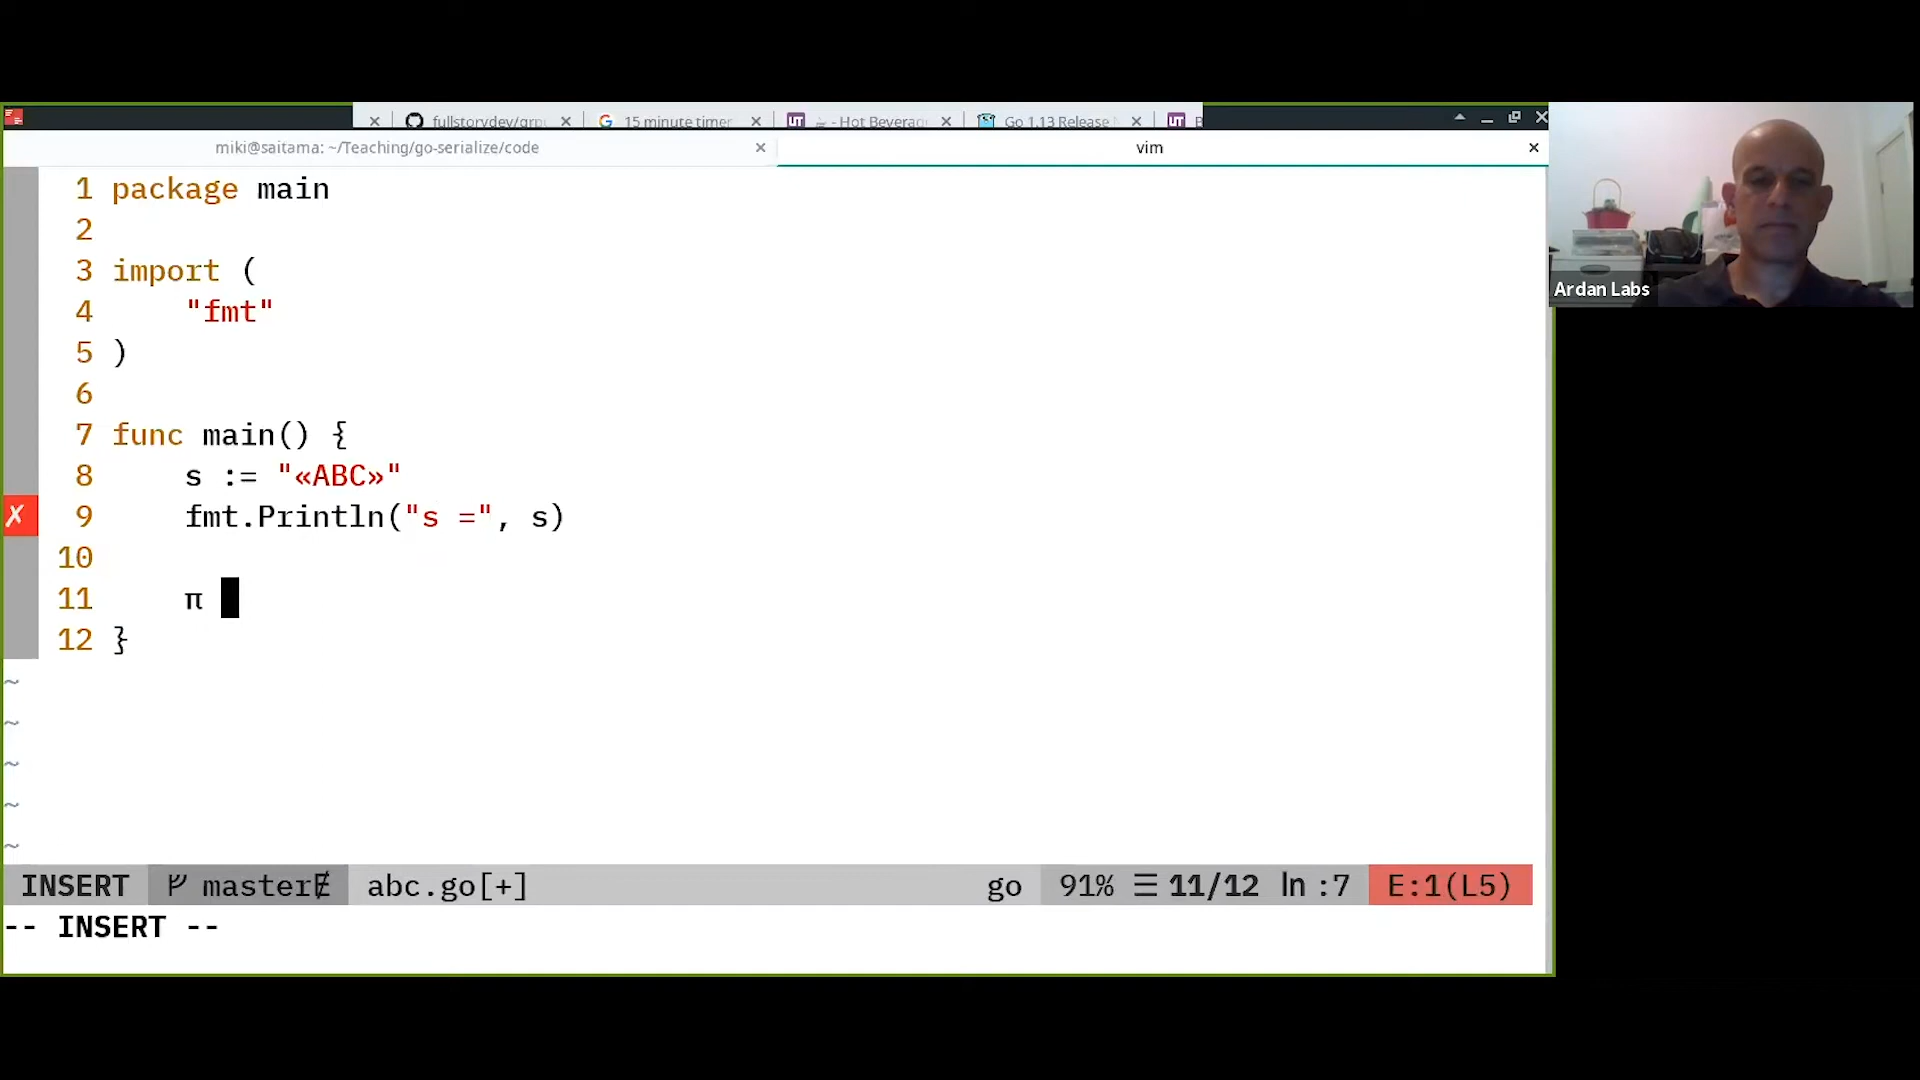 fullstorydev/grpc
15 minute timer
- Hot Beverag
Go 1.13 Release
miki@saitama: ~/Teaching/go-serialize/code
vim
1 package main
2
3 import (
4 "fmt"
5 )
6
7 func main() {
8 s := "«ABC»"
9 fmt.Println("s =", s)
10
11 π
12 }
~
~
~
~
~
INSERT master abc.go[+] go 91% ☰ 11/12 ln :7 E:1(L5)
-- INSERT --
Ardan Labs